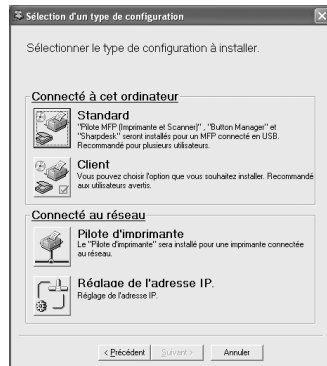 Sélection d'un type de configuration
Sélectionner le type de configuration à installer.
Connecté à cet ordinateur
Standard
"Pilote MFP (Imprimante et Scanner)" , "Button Manager" et
"Sharpdesk" seront installés pour un MFP connecté en USB.
Recommandé pour plusieurs utilisateurs.
Client
Vous pouvez choisir l'option que vous souhaitez installer. Recommandé
aux utilisateurs avertis.
Connecté au réseau
Pilote d'imprimante
Le "Pilote d'imprimante" sera installé pour une imprimante connectée
au réseau.
Réglage de l'adresse IP.
Réglage de l'adresse IP.
< Précédent Suivant > Annuler